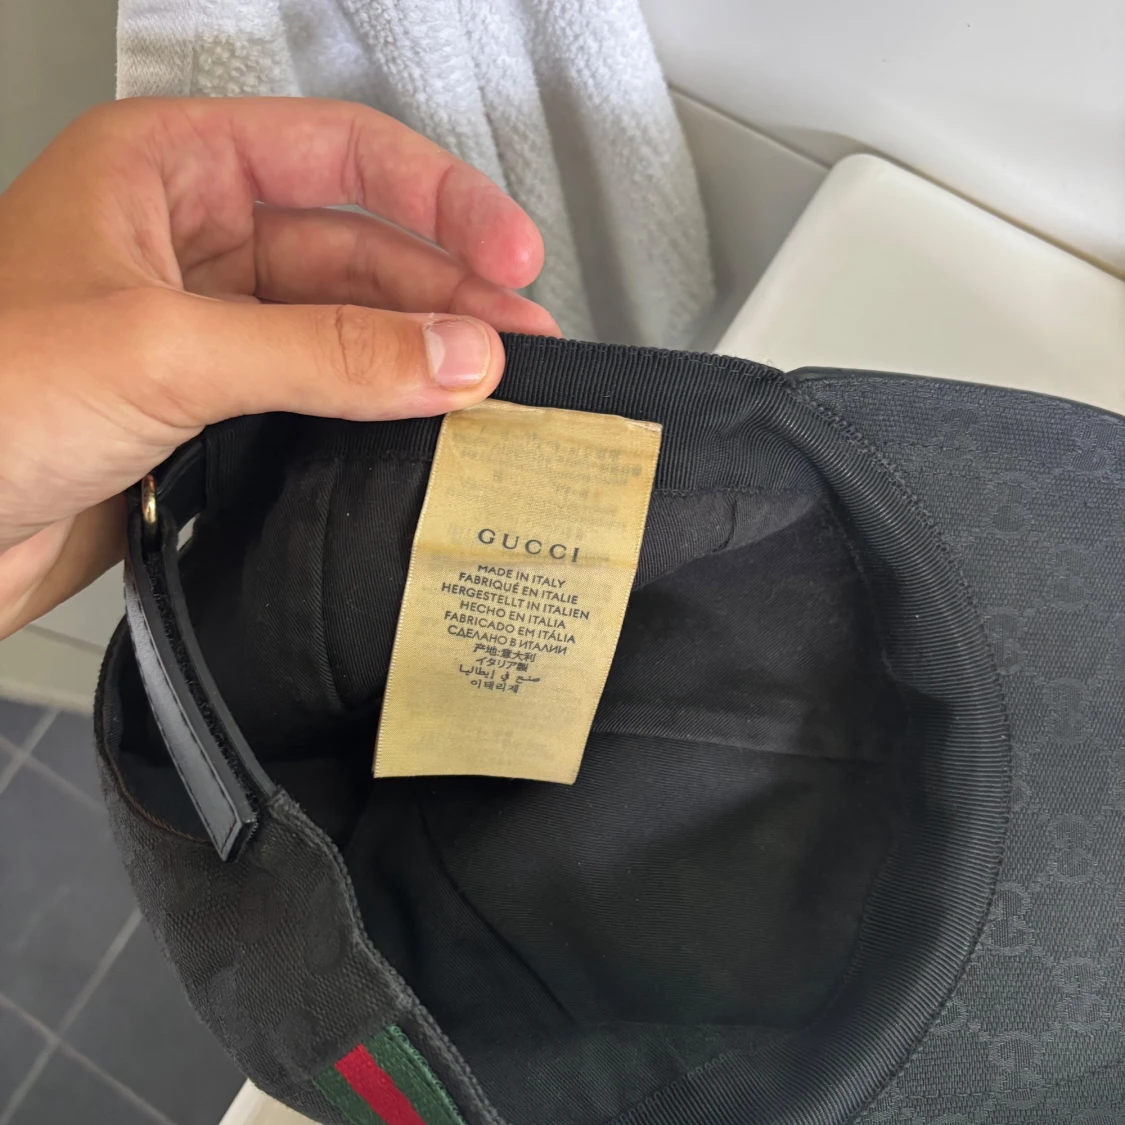 GUCCI
MADE IN ITALY
FABRIQUÉ EN ITALIE
HERGESTELLT IN ITALIEN
HECHO EN ITALIA
FABRICADO EM ITÁLIA
СДЕЛАНО В ИТАЛИИ
产地:意大利
イタリア製
صنع في إيطاليا
이태리제